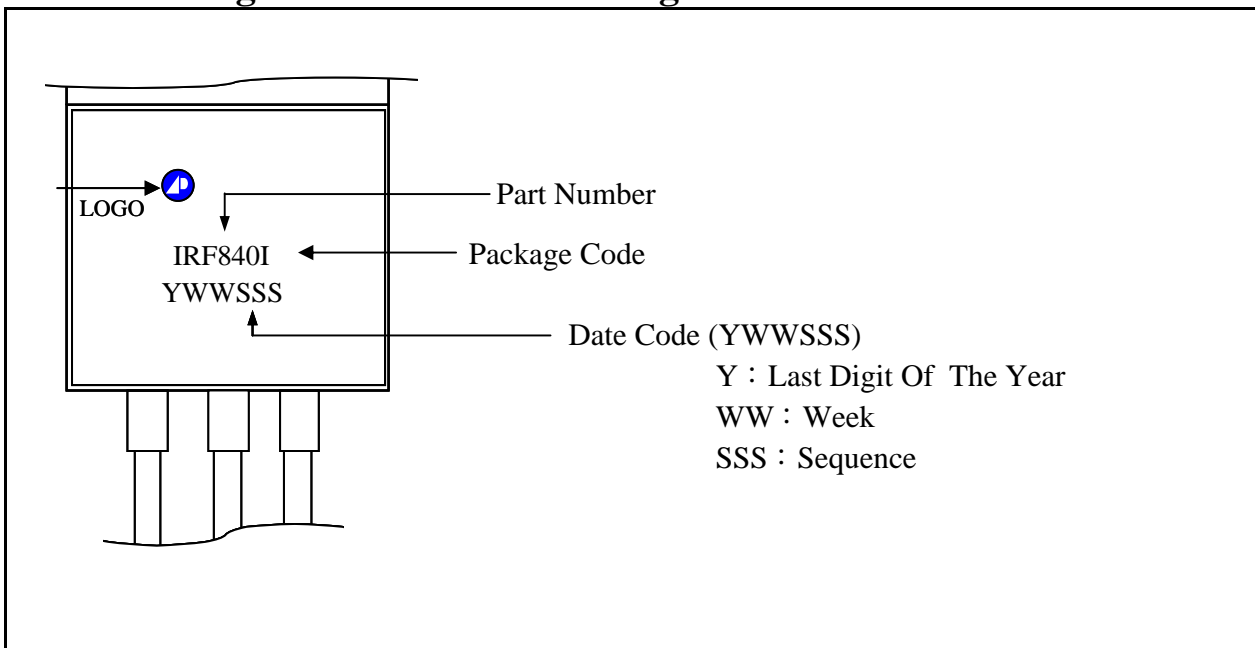 LOGO
Part Number
IRF840I
Package Code
YWWSSS
Date Code (YWWSSS)
Y：Last Digit Of The Year
WW：Week
SSS：Sequence